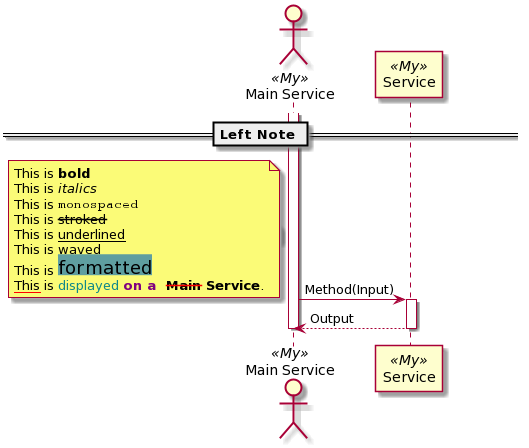 «My»
Main Service
«My»
Service
Left Note
This is bold
This is italics
This is monospaced
This is stroked
This is underlined
This is waved
This is formatted
This is displayed on a Main Service.
Method(Input)
Output
«My»
Main Service
«My»
Service